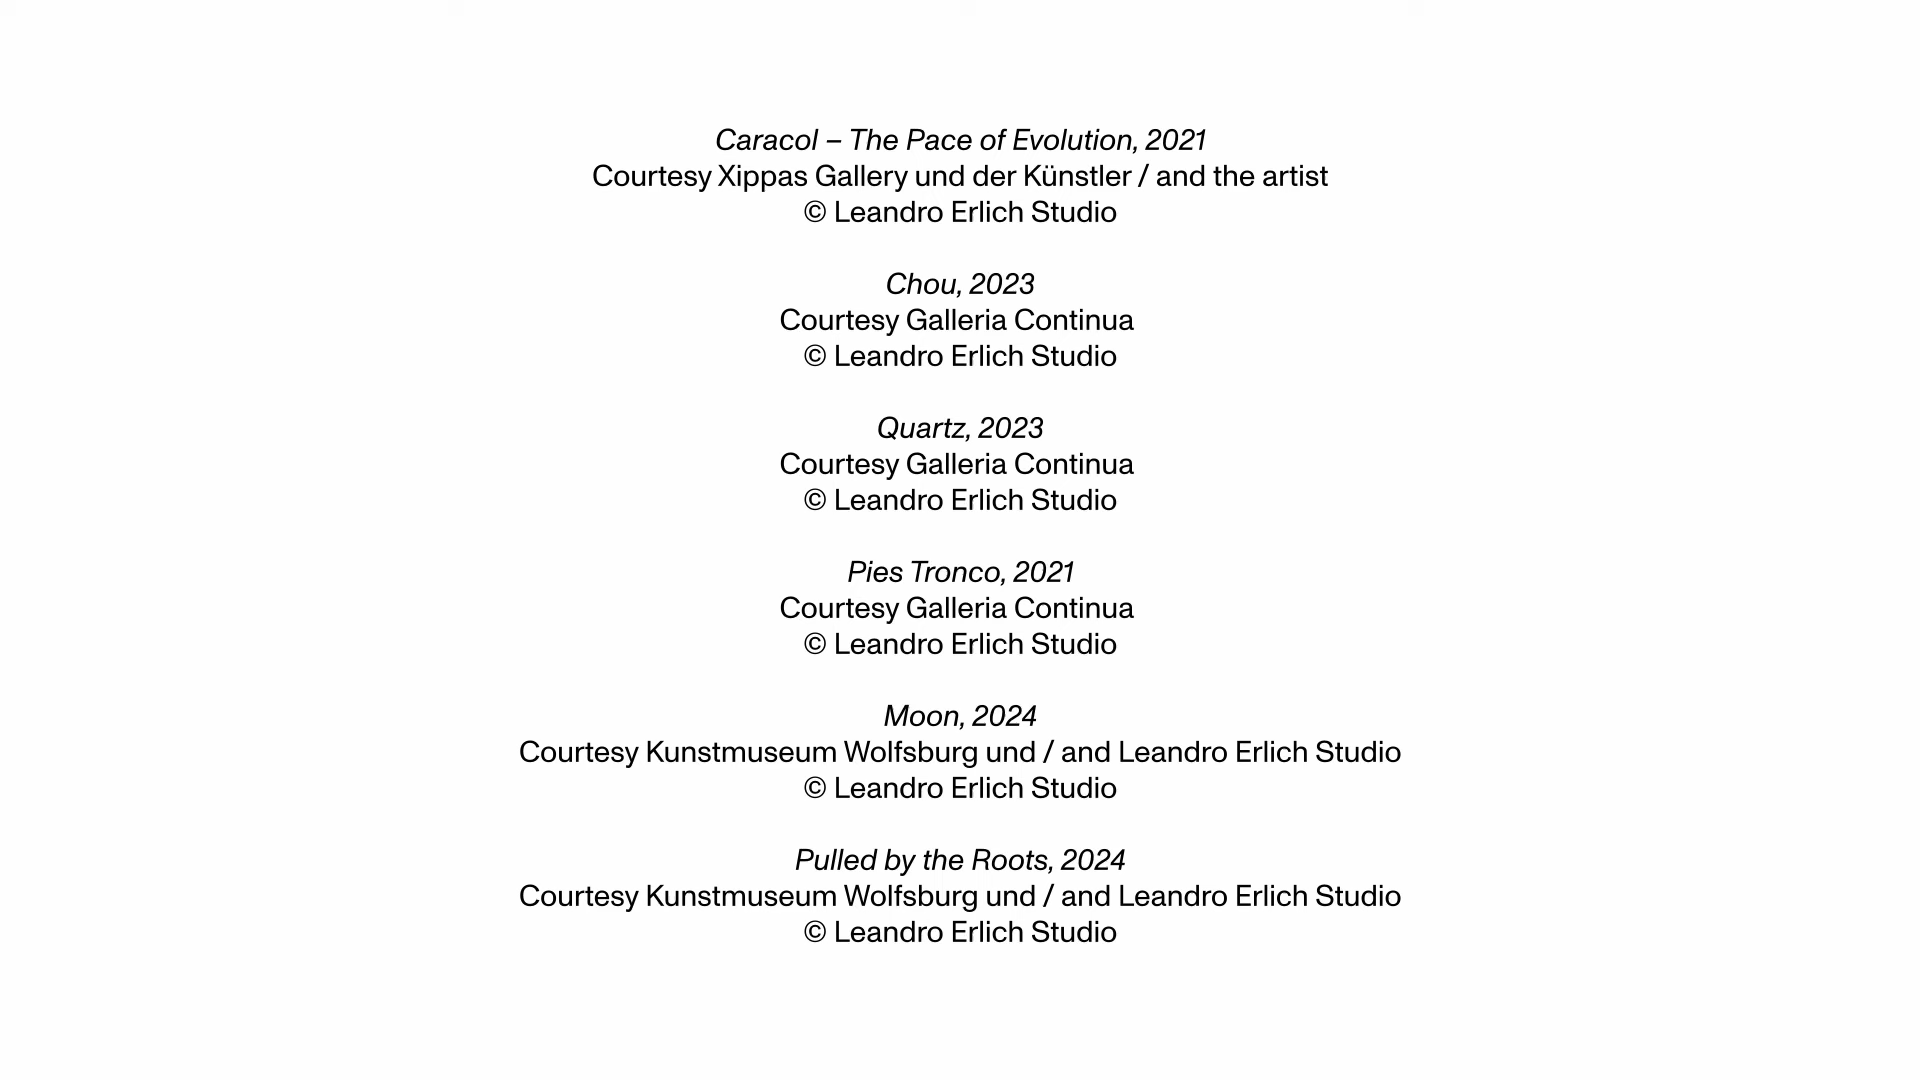 Caracol – The Pace of Evolution, 2021
Courtesy Xippas Gallery und der Künstler / and the artist
© Leandro Erlich Studio
Chou, 2023
Courtesy Galleria Continua
© Leandro Erlich Studio
Quartz, 2023
Courtesy Galleria Continua
© Leandro Erlich Studio
Pies Tronco, 2021
Courtesy Galleria Continua
© Leandro Erlich Studio
Moon, 2024
Courtesy Kunstmuseum Wolfsburg und / and Leandro Erlich Studio
© Leandro Erlich Studio
Pulled by the Roots, 2024
Courtesy Kunstmuseum Wolfsburg und / and Leandro Erlich Studio
© Leandro Erlich Studio